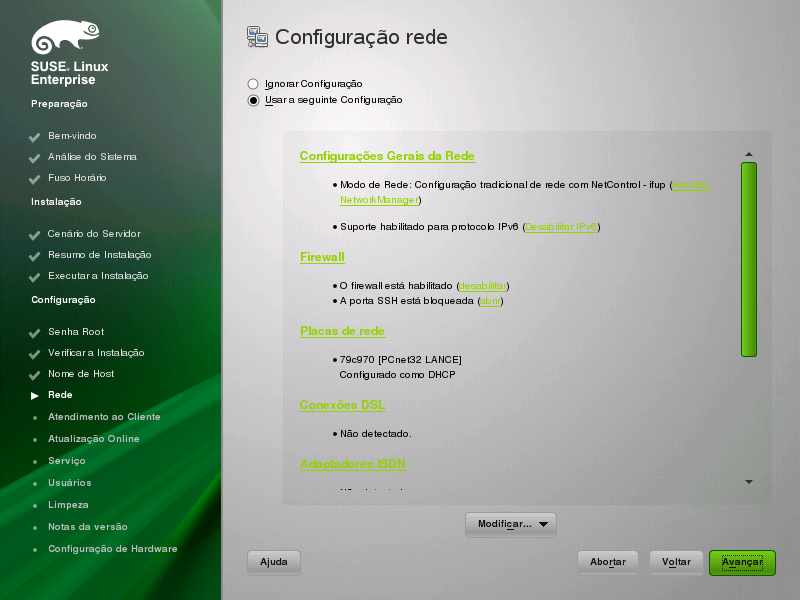 SUSE. Linux
Enterprise
Preparação
Bem-vindo
Análise do Sistema
Fuso Horário
Instalação
Cenário do Servidor
Resumo de Instalação
Executar a Instalação
Configuração
Senha Root
Verificar a Instalação
Nome de Host
Rede
Atendimento ao Cliente
Atualização Online
Serviço
Usuários
Limpeza
Notas da versão
Configuração de Hardware
Configuração rede
Ignorar Configuração
Usar a seguinte Configuração
Configurações Gerais da Rede
Modo de Rede: Configuração tradicional de rede com NetControl - ifup (
NetworkManager)
Suporte habilitado para protocolo IPv6 (Desabilitar IPv6)
Firewall
O firewall está habilitado (desabilitar)
A porta SSH está bloqueada (abrir)
Placas de rede
79c970 [PCnet32 LANCE]
Configurado como DHCP
Conexões DSL
Não detectado.
Adaptadores ISDN
Modificar...
Ajuda
Abortar
Voltar
Avançar